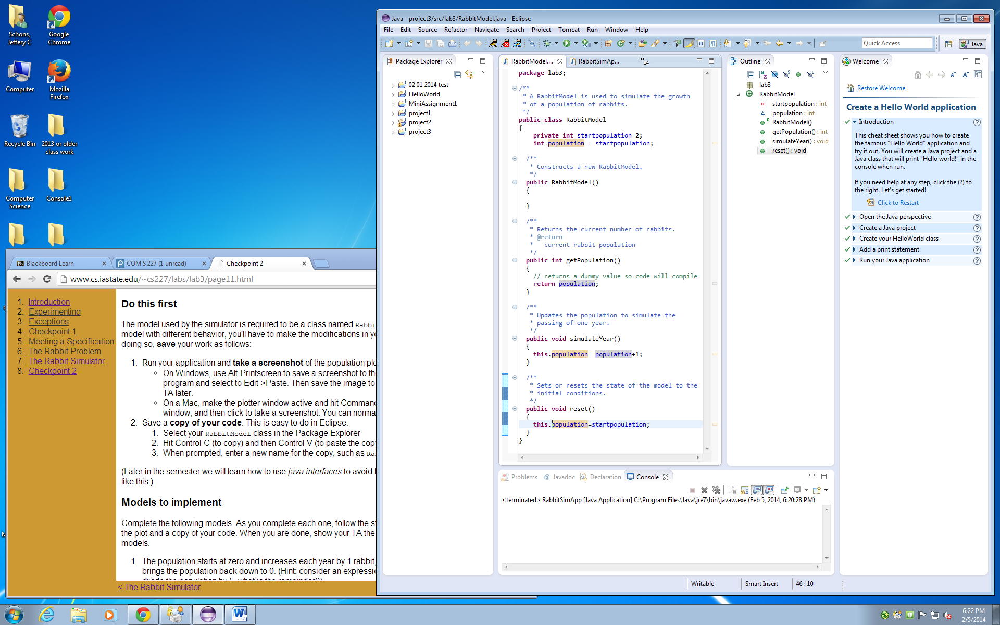 Schons,
Jeffery C
Google
Chrome
Computer
Mozilla
Firefox
Recycle Bin
2013 or older
class work
Computer
Science
Console1
Blackboard Learn
COM S 227 (1 unread)
Checkpoint 2
www.cs.iastate.edu/~cs227/labs/lab3/page11.html
1. Introduction
2. Experimenting
3. Exceptions
4. Checkpoint 1
5. Meeting a Specification
6. The Rabbit Problem
7. The Rabbit Simulator
8. Checkpoint 2
Do this first
The model used by the simulator is required to be a class named Rabbi
model with different behavior, you'll have to make the modifications in yo
doing so, save your work as follows:
1. Run your application and take a screenshot of the population plo
On Windows, use Alt-Printscreen to save a screenshot to the
program and select to Edit->Paste. Then save the image to
TA later.
On a Mac, make the plotter window active and hit Command
window, and then click to take a screenshot. You can norma
2. Save a copy of your code. This is easy to do in Eclipse.
1. Select your RabbitModel class in the Package Explorer
2. Hit Control-C (to copy) and then Control-V (to paste the copy
3. When prompted, enter a new name for the copy, such as Ra
(Later in the semester we will learn how to use java interfaces to avoid h
like this.)
Models to implement
Complete the following models. As you complete each one, follow the st
the plot and a copy of your code. When you are done, show your TA the
models.
1. The population starts at zero and increases each year by 1 rabbit,
brings the population back down to 0. (Hint: consider an expressio
divide the population by 5, what is the remainder?)
< The Rabbit Simulator
Java - project3/src/lab3/RabbitModel.java - Eclipse
File Edit Source Refactor Navigate Search Project Tomcat Run Window Help
Quick Access
Java
Package Explorer
02 01 2014 test
HelloWorld
MiniAssignment1
project1
project2
project3
RabbitModel....
RabbitSimAp...
»14
package lab3;
/**
* A RabbitModel is used to simulate the growth
* of a population of rabbits.
*/
public class RabbitModel
{
private int startpopulation=2;
int population = startpopulation;
/**
* Constructs a new RabbitModel.
*/
public RabbitModel()
{
}
/**
* Returns the current number of rabbits.
* @return
*   current rabbit population
*/
public int getPopulation()
{
// returns a dummy value so code will compile
return population;
}
/**
* Updates the population to simulate the
* passing of one year.
*/
public void simulateYear()
{
this.population= population+1;
}
/**
* Sets or resets the state of the model to the
* initial conditions.
*/
public void reset()
{
this.population=startpopulation;
}
}
Outline
lab3
RabbitModel
startpopulation : int
population : int
RabbitModel()
getPopulation() : int
simulateYear() : void
reset() : void
Welcome
Restore Welcome
Create a Hello World application
Introduction
This cheat sheet shows you how to create
the famous "Hello World" application and
try it out. You will create a Java project and a
Java class that will print "Hello world!" in the
console when run.
If you need help at any step, click the (?) to
the right. Let's get started!
Click to Restart
Open the Java perspective
Create a Java project
Create your HelloWorld class
Add a print statement
Run your Java application
Problems @ Javadoc Declaration Console
<terminated> RabbitSimApp [Java Application] C:\Program Files\Java\jre7\bin\javaw.exe (Feb 5, 2014, 6:20:28 PM)
Writable
Smart Insert
46 : 10
6:22 PM
2/5/2014